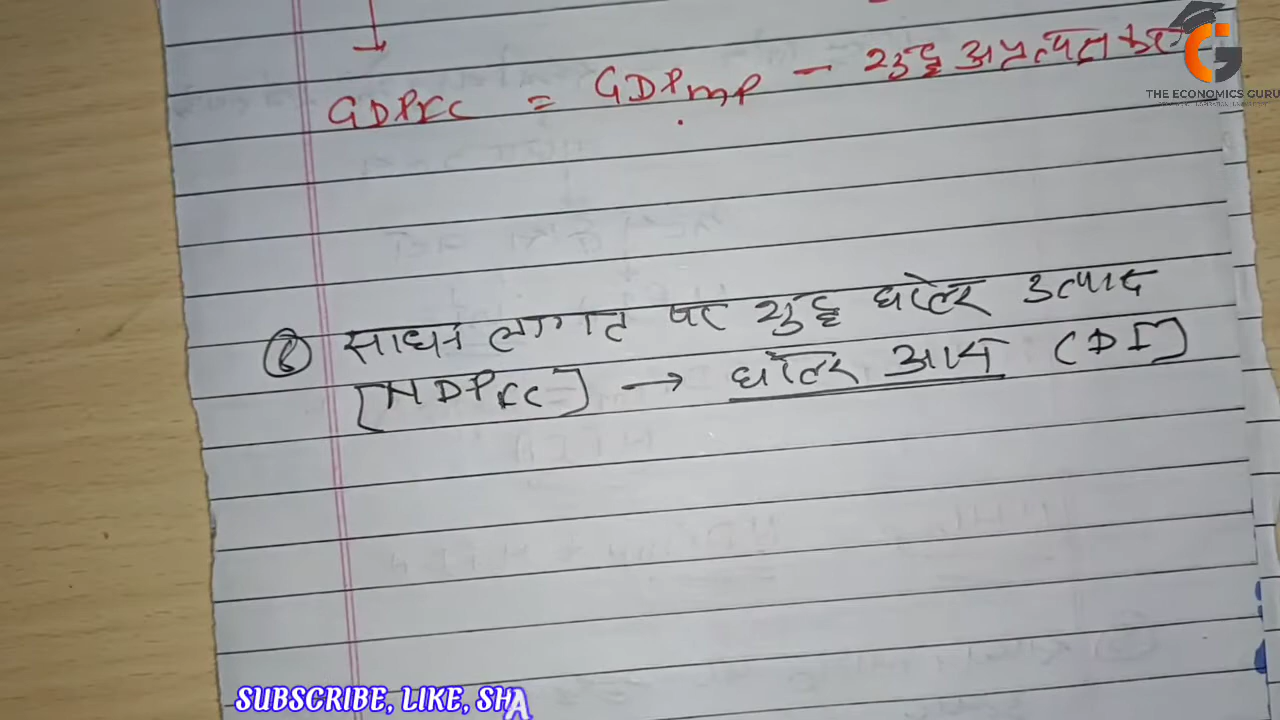 GDPFC = GDPMP − शुद्ध अप्रत्यक्ष कर
THE ECONOMICS GURU
⑥ साधन लागत पर शुद्ध घरेलू उत्पाद
[NDPFC] → घरेलू आय (DI)
SUBSCRIBE, LIKE, SHA